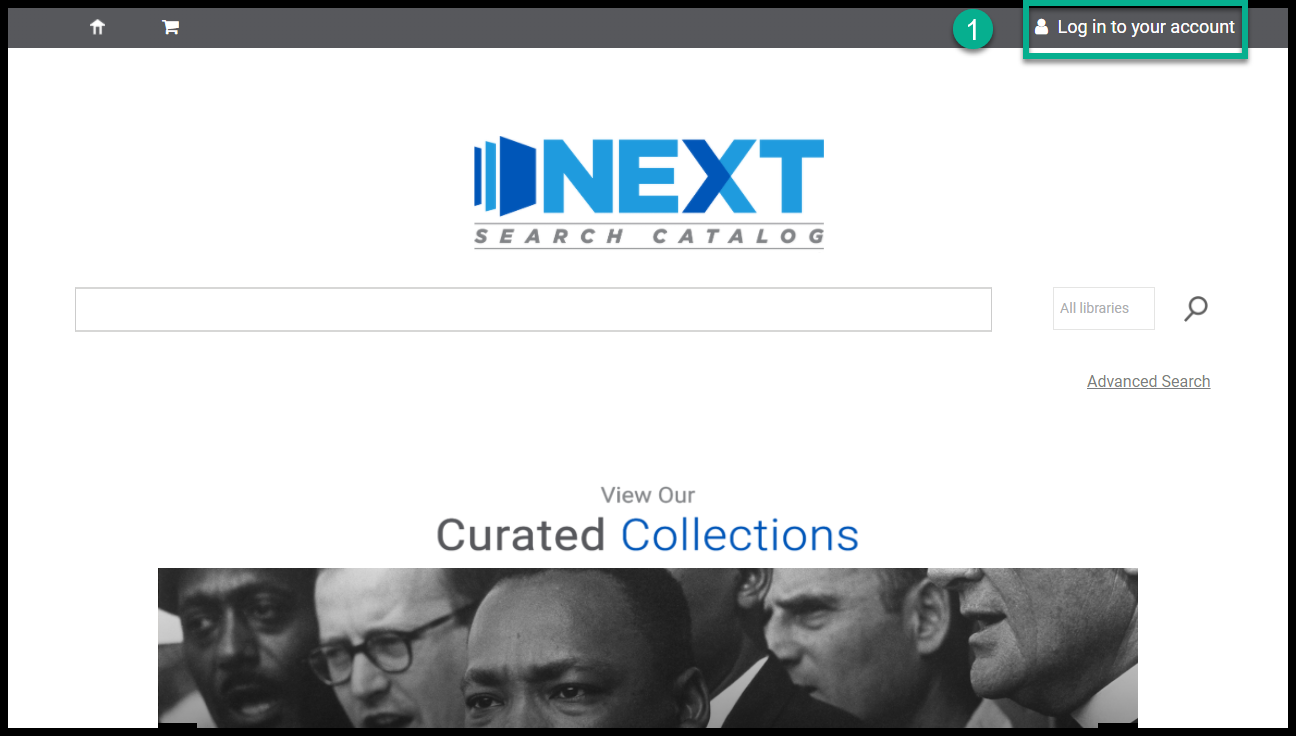 1
Log in to your account
NEXT
SEARCH CATALOG
All libraries
Advanced Search
View Our
Curated Collections